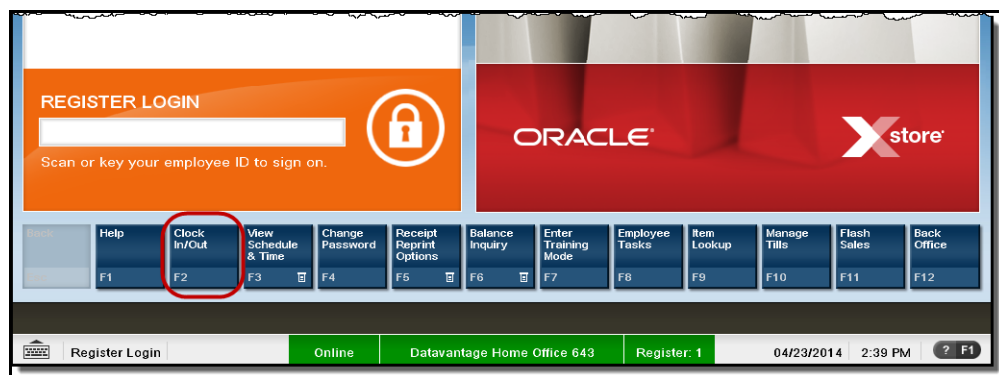 REGISTER LOGIN
Scan or key your employee ID to sign on.
ORACLE
Xstore
Back
Help
F1
Clock
In/Out
F2
View
Schedule
& Time
F3
Change
Password
F4
Receipt
Reprint
Options
F5
Balance
Inquiry
F6
Enter
Training
Mode
F7
Employee
Tasks
F8
Item
Lookup
F9
Manage
Tills
F10
Flash
Sales
F11
Back
Office
F12
Register Login
Online
Datavantage Home Office 643
Register: 1
04/23/2014
2:39 PM
? F1